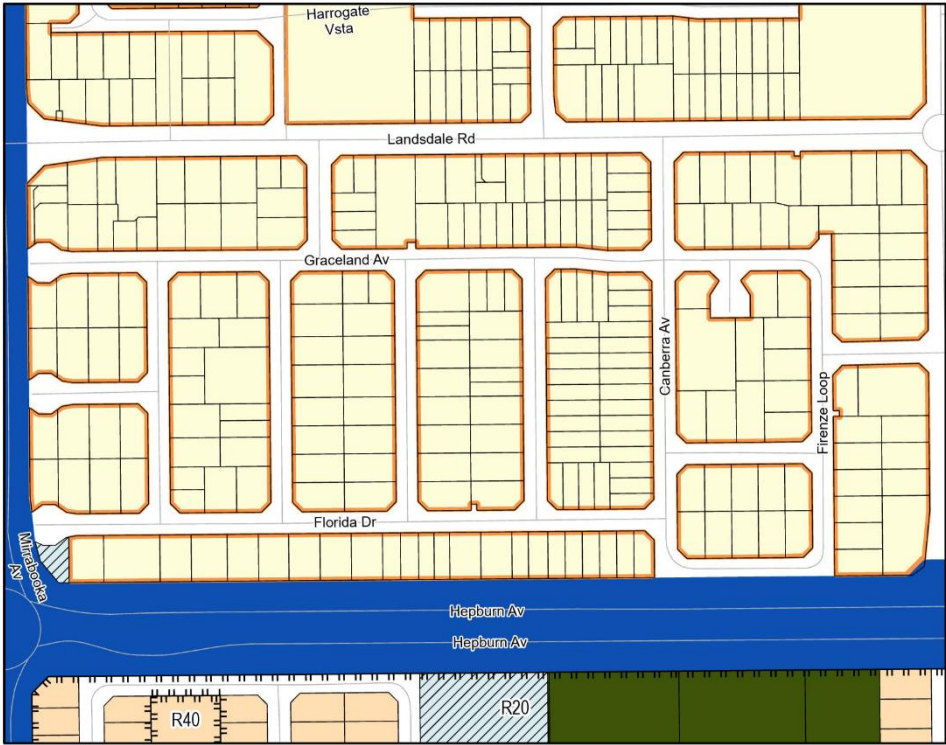 Harrogate
Vsta
Landsdale Rd
Graceland Av
Canberra Av
Firenze Loop
Florida Dr
Mirrabooka
Av
Hepburn Av
Hepburn Av
R40
R20